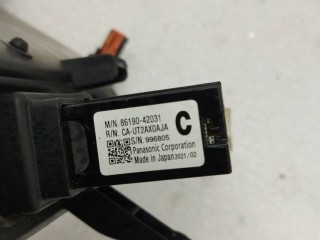 M/N. 86190-42031
R/N. CA-UT2AX0AJA
S/N. 996805
Panasonic Corporation
Made in Japan 2021/02
C